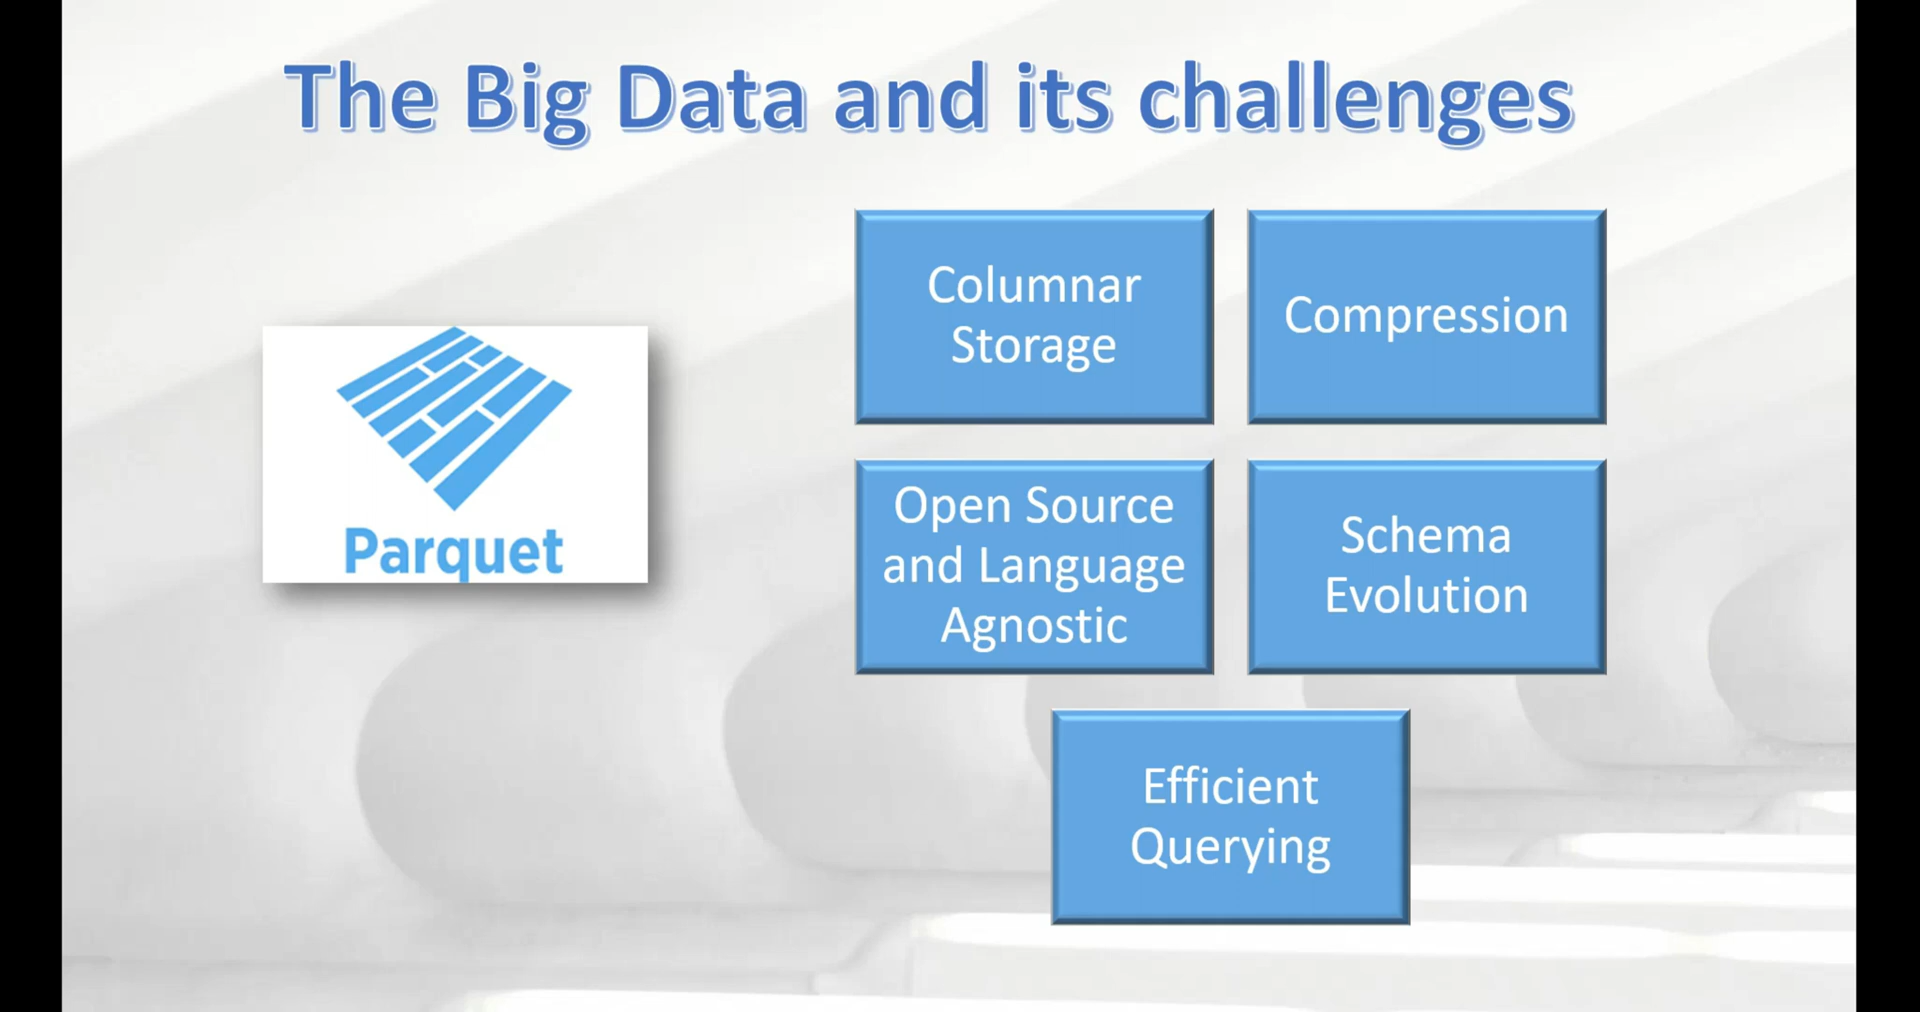 The Big Data and its challenges
Parquet
Columnar
Storage
Compression
Open Source
and Language
Agnostic
Schema
Evolution
Efficient
Querying